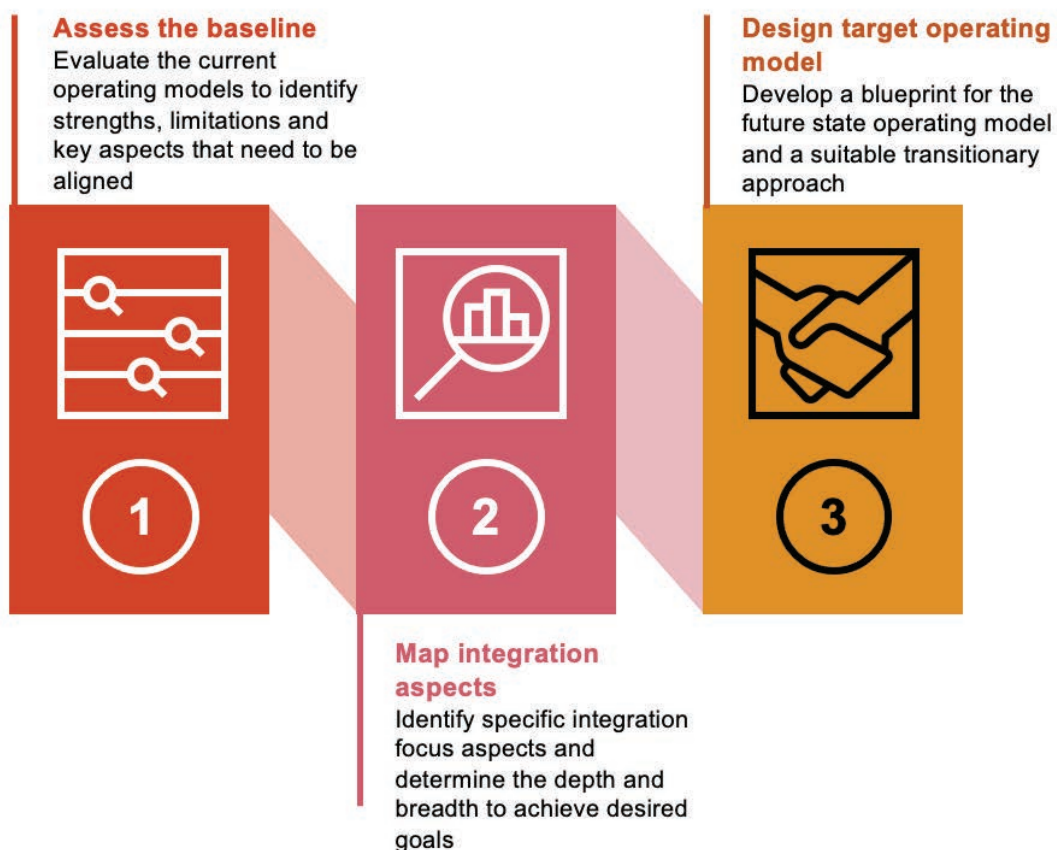 Assess the baseline
Evaluate the current
operating models to identify
strengths, limitations and
key aspects that need to be
aligned
1
Map integration
aspects
Identify specific integration
focus aspects and
determine the depth and
breadth to achieve desired
goals
2
Design target operating
model
Develop a blueprint for the
future state operating model
and a suitable transitionary
approach
3